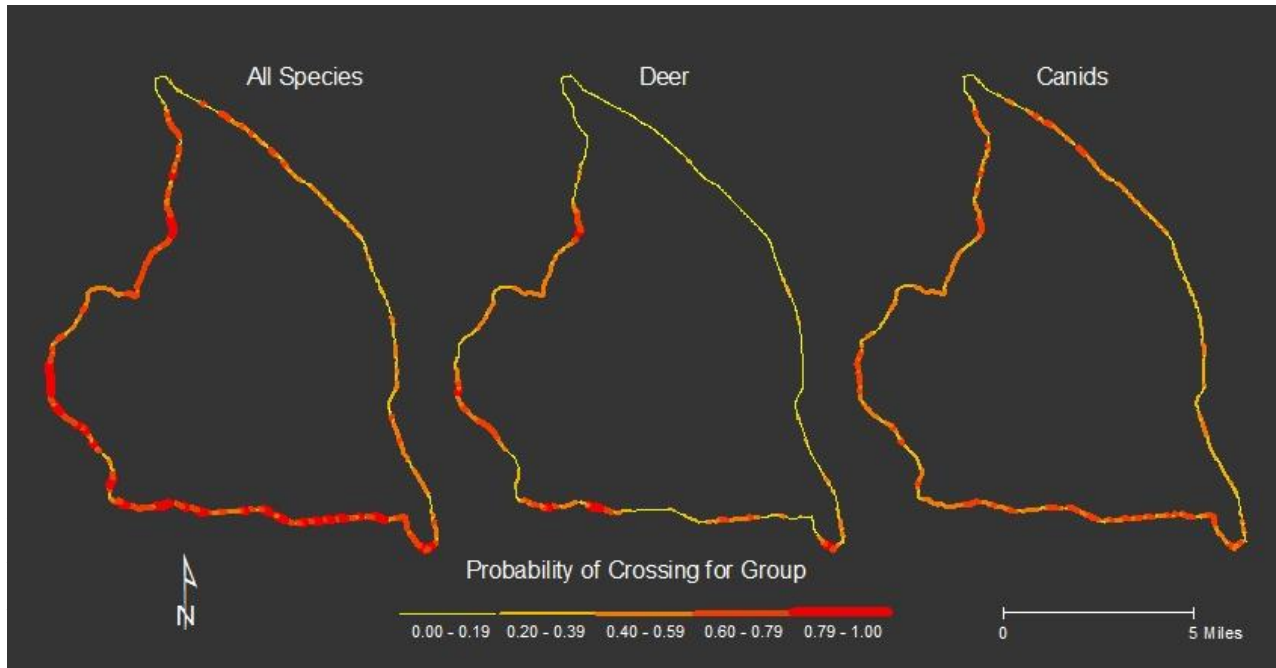 All Species
Deer
Canids
N
Probability of Crossing for Group
0.00 - 0.19 0.20 - 0.39 0.40 - 0.59 0.60 - 0.79 0.79 - 1.00
0 5 Miles